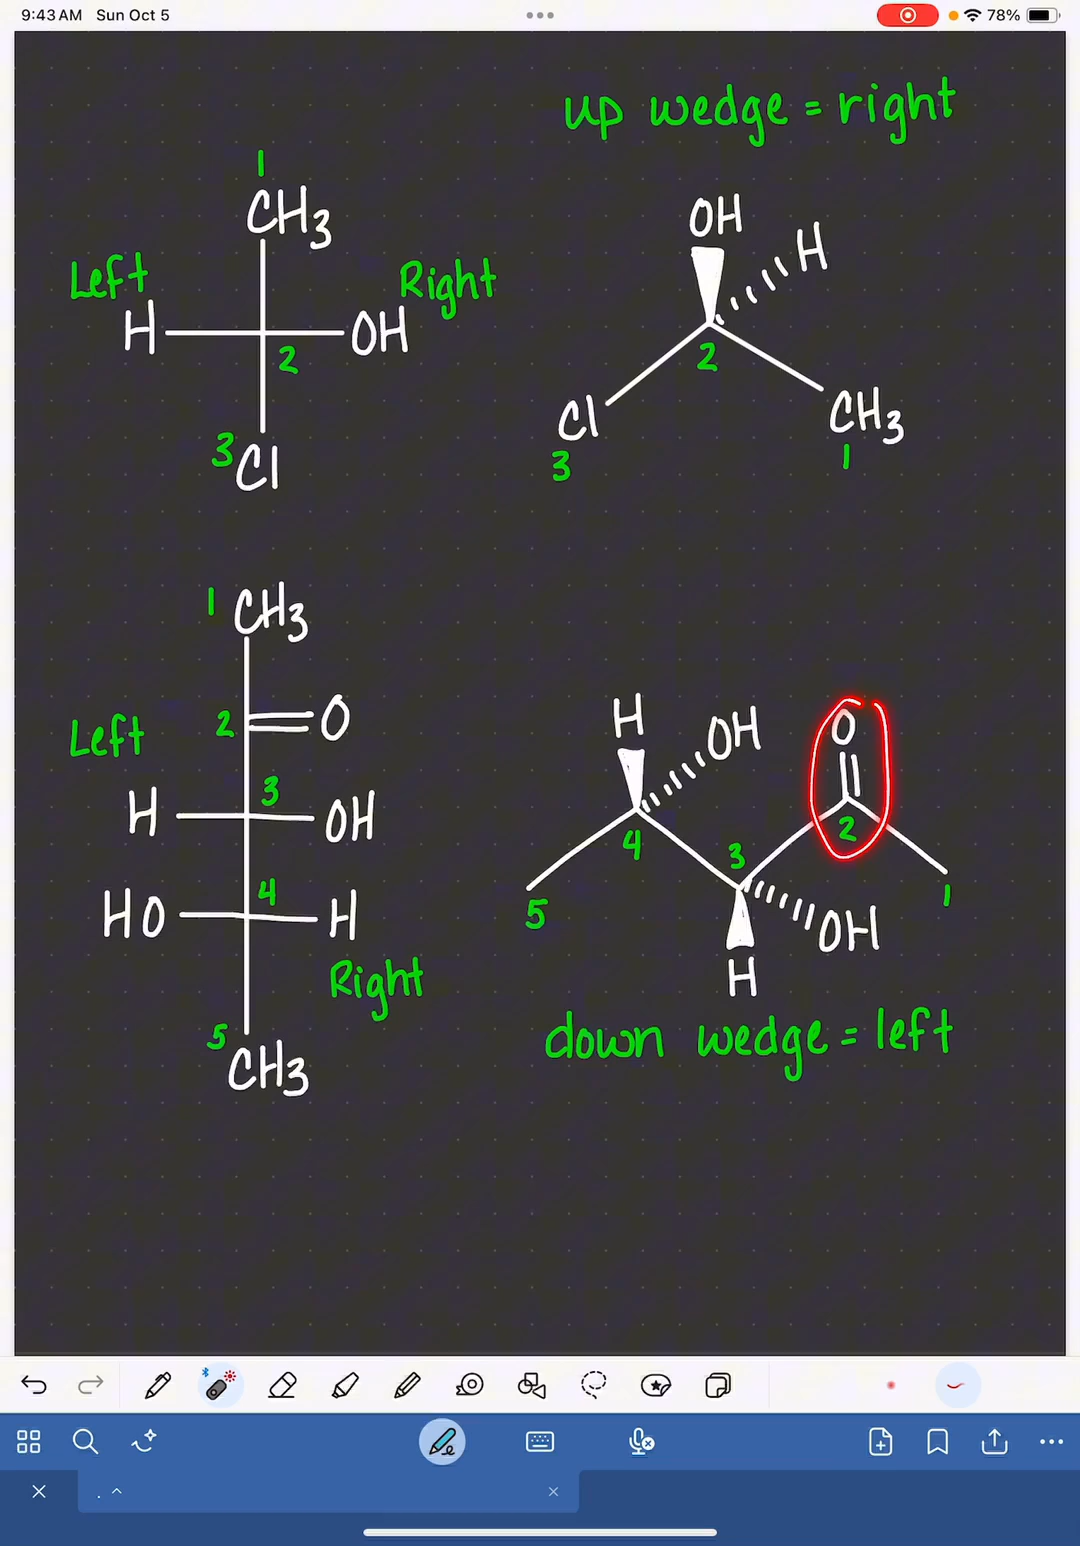 9:43 AM Sun Oct 5
78%
up wedge = right
1
CH3
Left
Right
H
OH
2
3
Cl
OH
H
2
Cl
3
CH3
1
1 CH3
Left
2
O
3
H
OH
4
HO
H
Right
5
CH3
H
OH
O
4
3
2
5
1
OH
H
down wedge = left